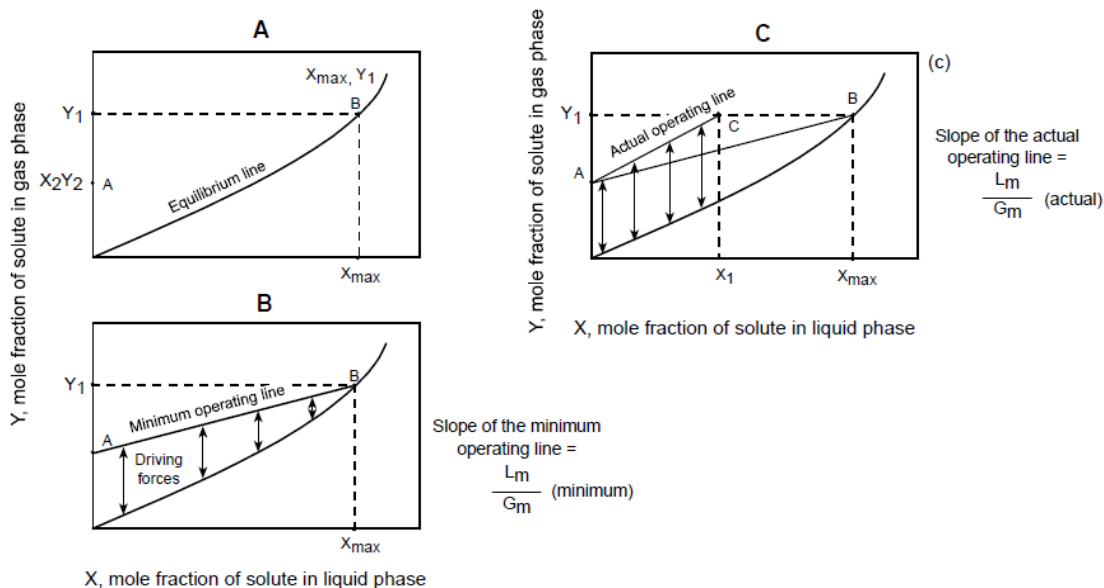 A
Y, mole fraction of solute in gas phase
Xmax, Y1
B
Y1
X2Y2
A
Equilibrium line
Xmax
B
Y1
B
Minimum operating line
A
Driving
forces
Xmax
X, mole fraction of solute in liquid phase
Slope of the minimum
operating line =
Lm
Gm
(minimum)
C
(c)
Y, mole fraction of solute in gas phase
Y1
B
Actual operating line
C
A
X1
Xmax
X, mole fraction of solute in liquid phase
Slope of the actual
operating line =
Lm
Gm
(actual)